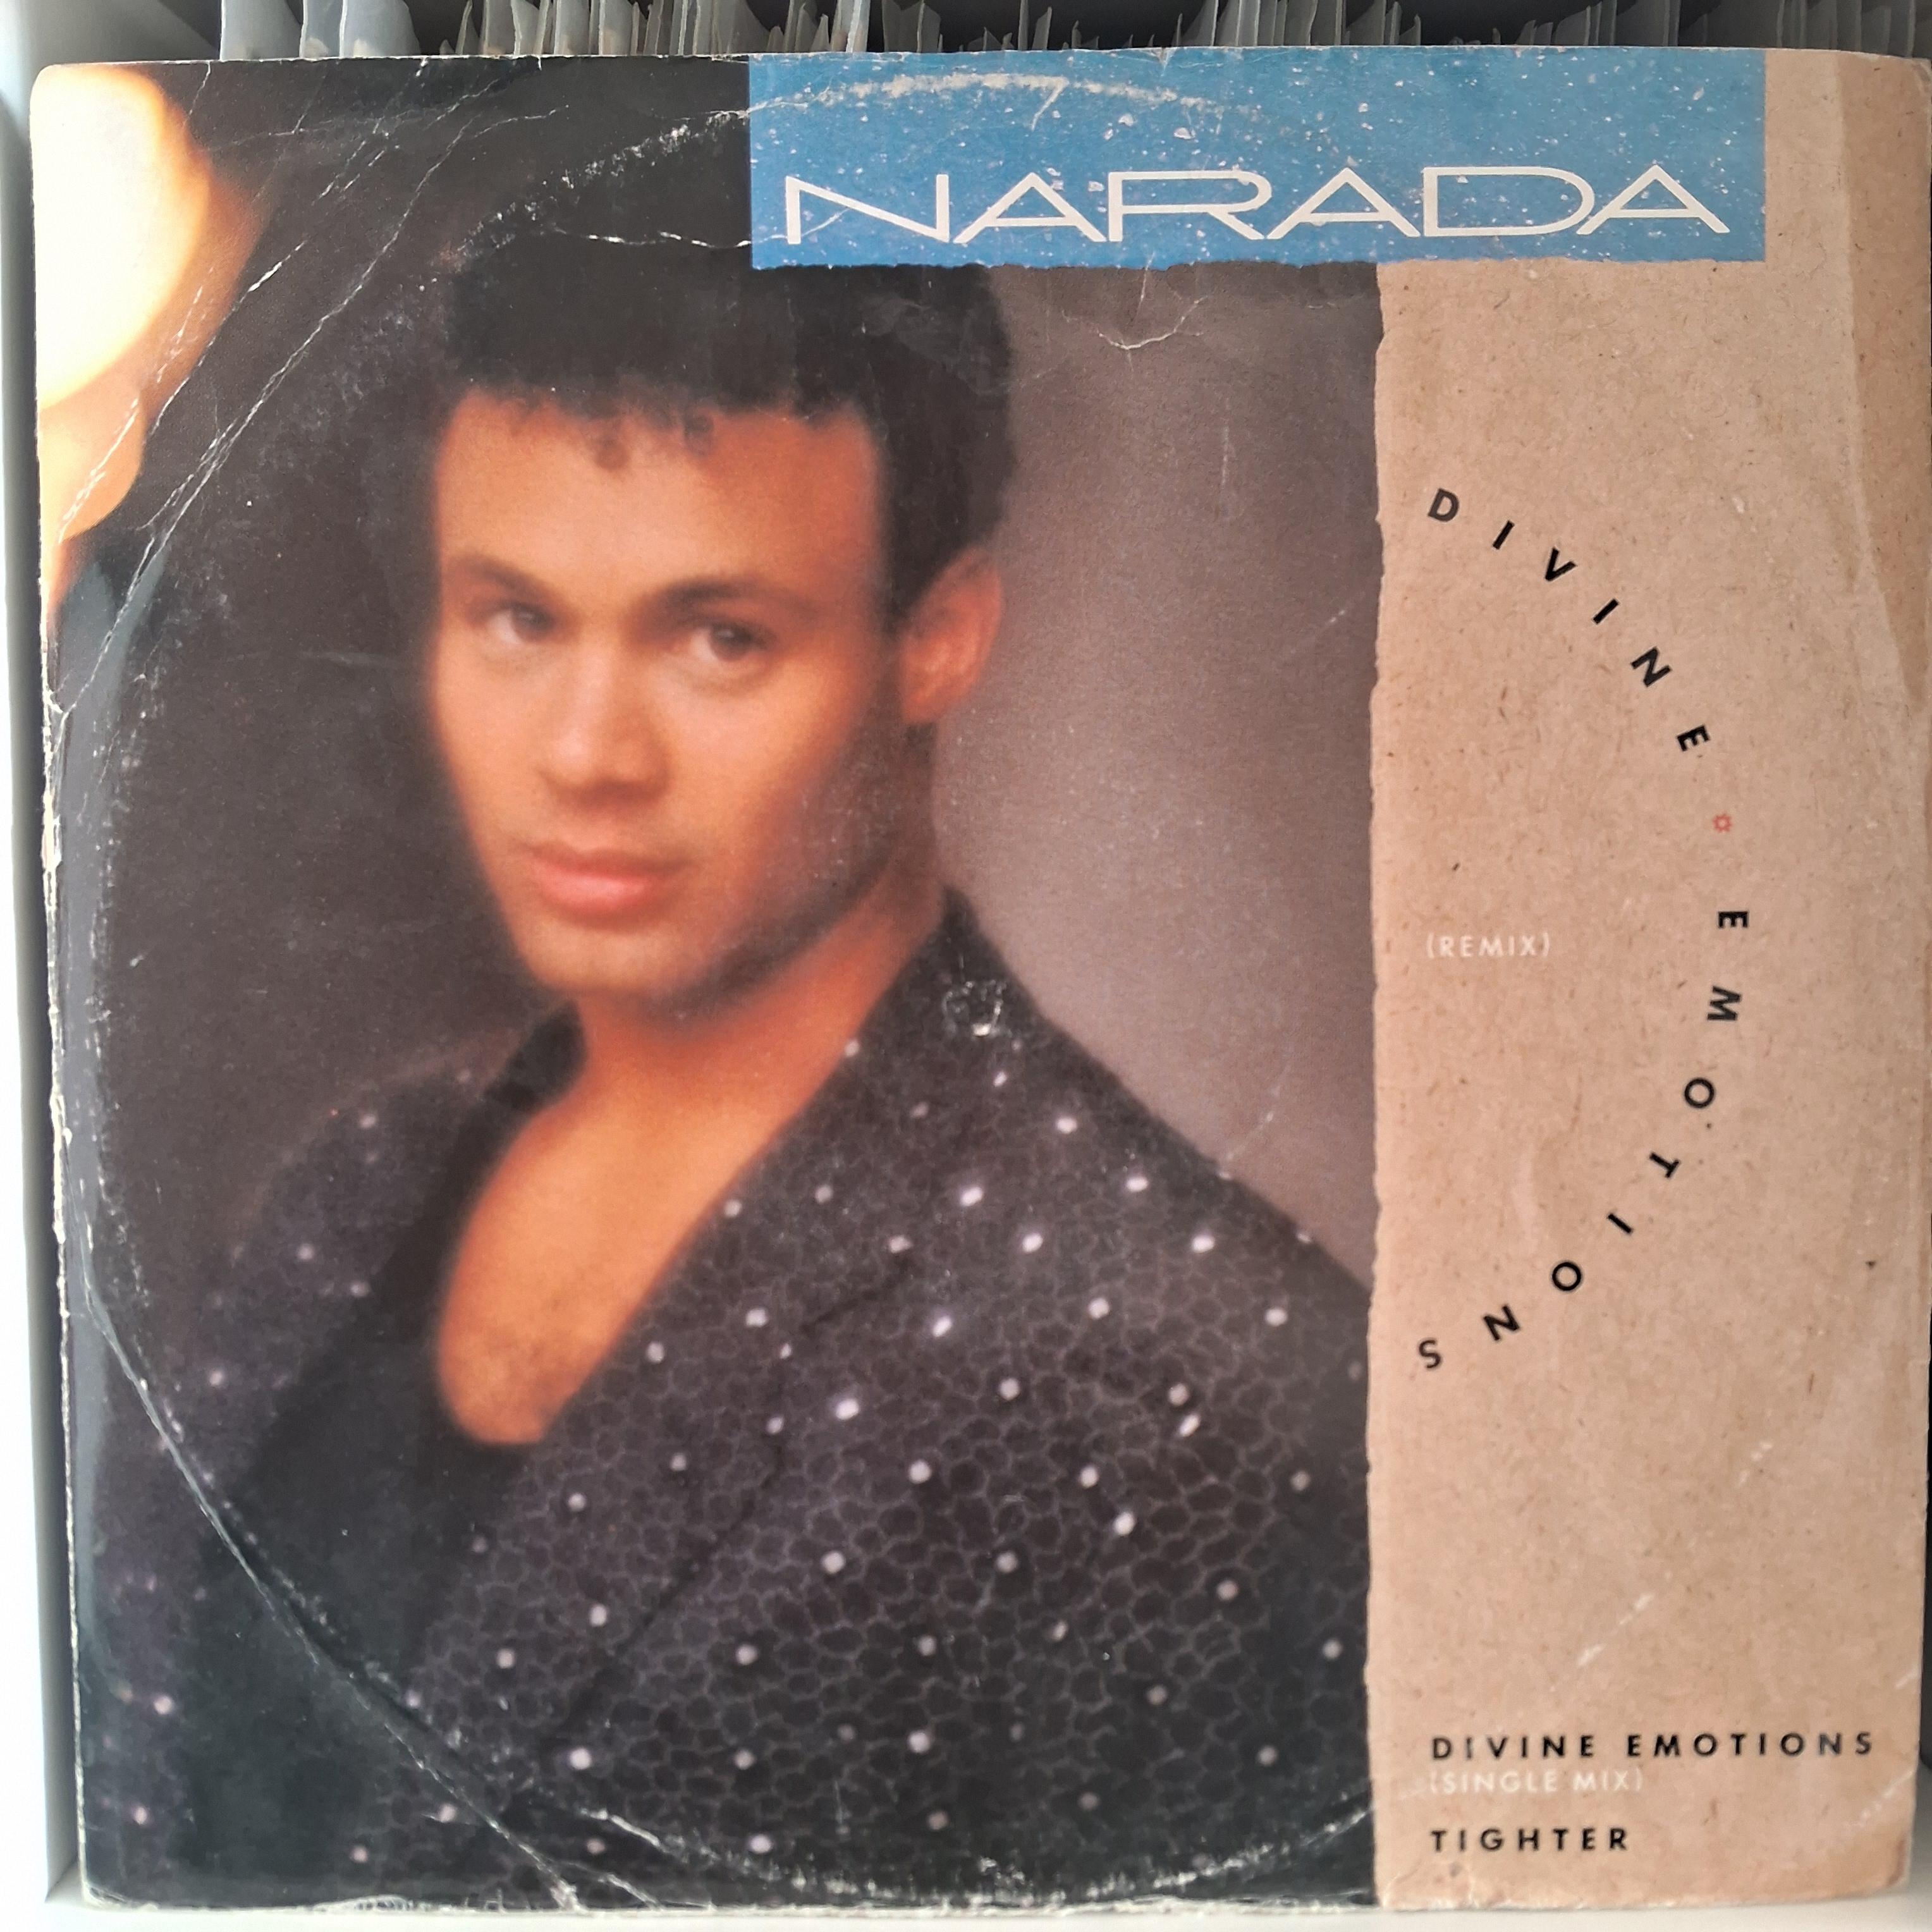 NARADA
DIVINE EMOTIONS
(REMIX)
DIVINE EMOTIONS
(SINGLE MIX)
TIGHTER